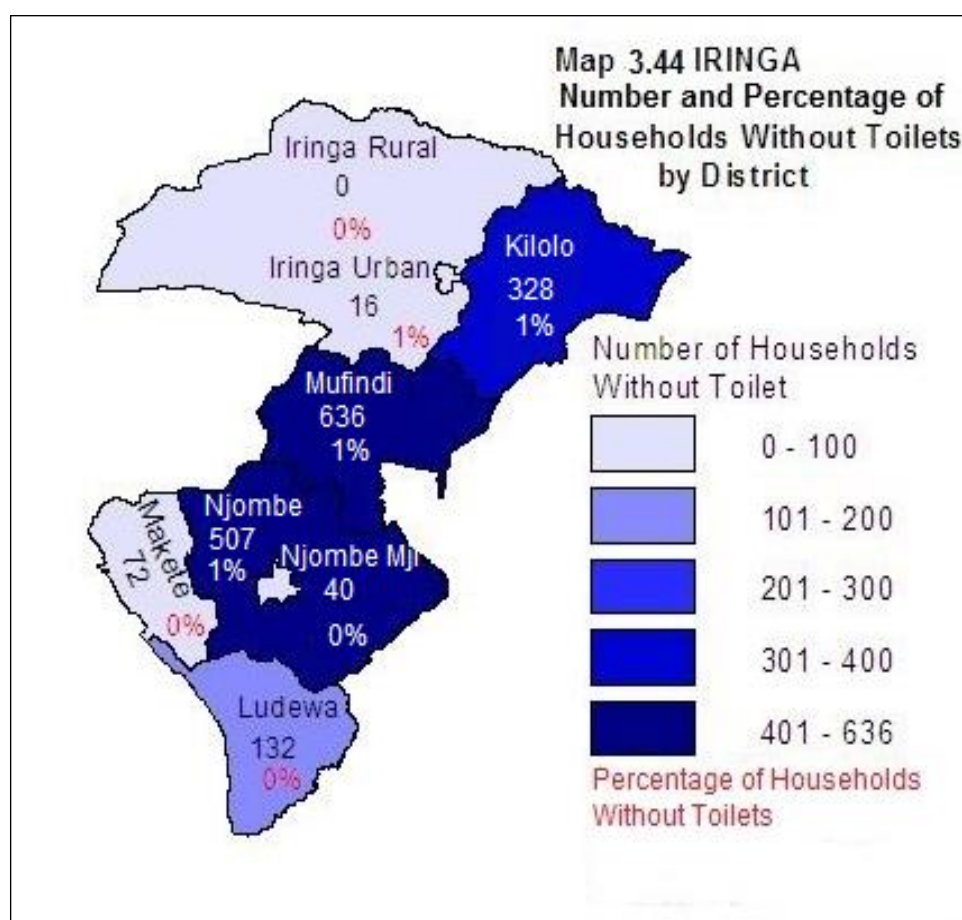 Map 3.44 IRINGA
Number and Percentage of
Households Without Toilets
by District
Iringa Rural
0
0%
Iringa Urban
16
1%
Kilolo
328
1%
Mufindi
636
1%
Njombe
507
1%
Njombe Mji
40
0%
Makete
72
0%
Ludewa
132
0%
Number of Households
Without Toilet
0 - 100
101 - 200
201 - 300
301 - 400
401 - 636
Percentage of Households
Without Toilets